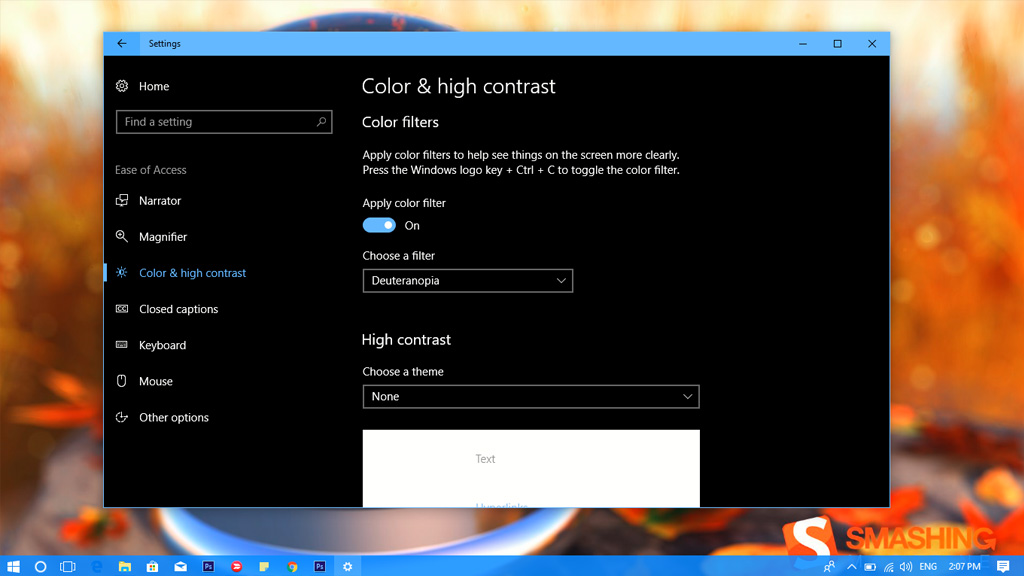 Settings
Home
Find a setting
Ease of Access
Narrator
Magnifier
Color & high contrast
Closed captions
Keyboard
Mouse
Other options
Color & high contrast
Color filters
Apply color filters to help see things on the screen more clearly.
Press the Windows logo key + Ctrl + C to toggle the color filter.
Apply color filter
On
Choose a filter
Deuteranopia
High contrast
Choose a theme
None
Text
Hyperlinks
SMASHING
Ps
Ps
ENG
2:07 PM